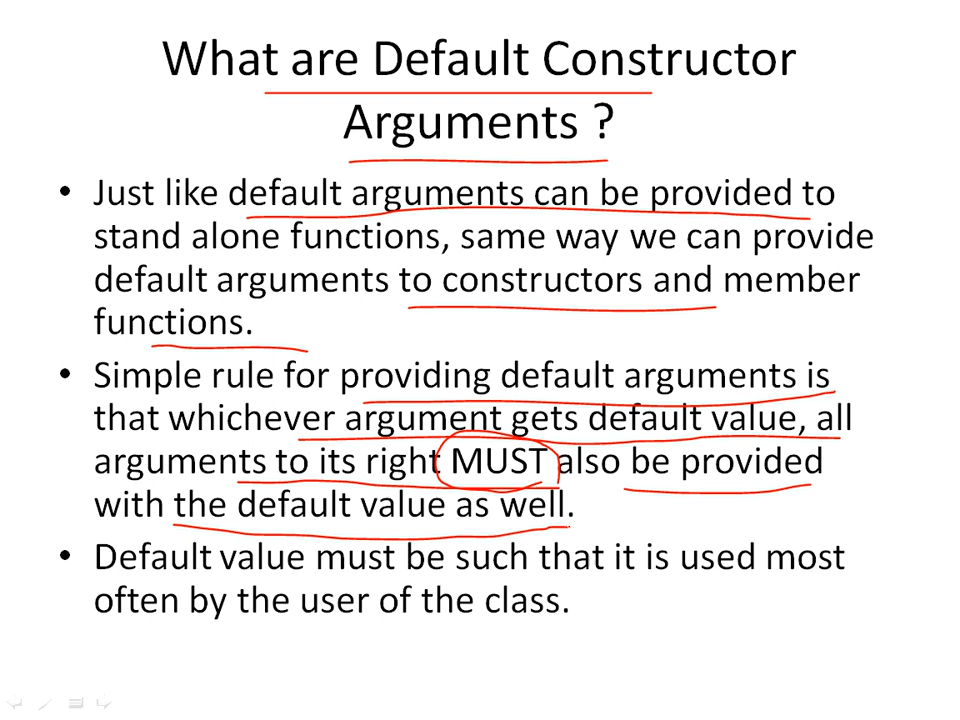 What are Default Constructor
Arguments ?
• Just like default arguments can be provided to
stand alone functions, same way we can provide
default arguments to constructors and member
functions.
• Simple rule for providing default arguments is
that whichever argument gets default value, all
arguments to its right MUST also be provided
with the default value as well.
• Default value must be such that it is used most
often by the user of the class.